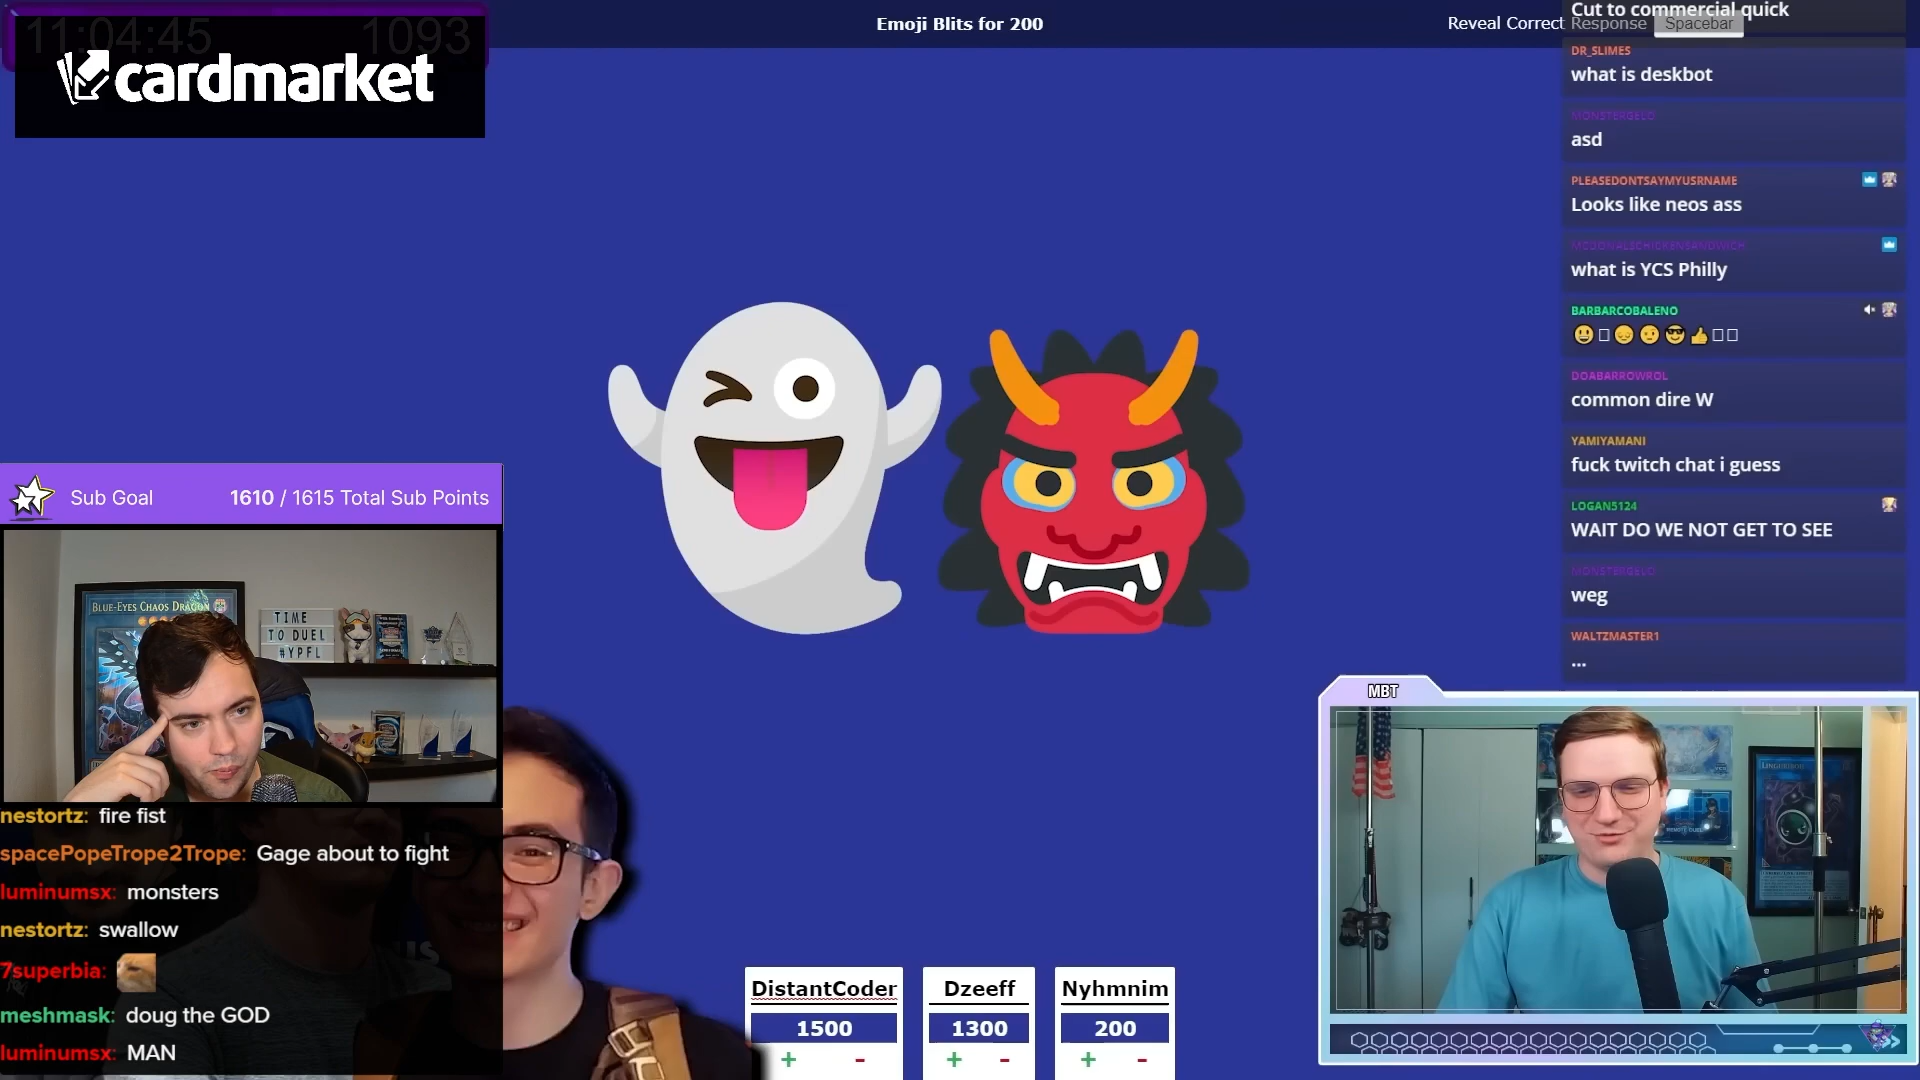 11:04:45
1093
cardmarket
Emoji Blits for 200
Reveal Correct Response
Spacebar
Cut to commercial quick
DR_SLIMES
what is deskbot
MONSTERGELO
asd
PLEASEDONTSAYMYUSRNAME
Looks like neos ass
MCDONALSCHICKENSANDWICH
what is YCS Philly
BARBARCOBALENO
DOABARROWROL
common dire W
YAMIYAMANI
fuck twitch chat i guess
LOGAN5124
WAIT DO WE NOT GET TO SEE
MONSTERGELO
weg
WALTZMASTER1
...
Sub Goal
1610 / 1615 Total Sub Points
BLUE-EYES CHAOS DRAGON
TIME
TO DUEL
#YPFL
nestortz: fire fist
spacePopeTrope2Trope: Gage about to fight
luminumsx: monsters
nestortz: swallow
7superbia:
meshmask: doug the GOD
luminumsx: MAN
MBT
DistantCoder
1500
+ -
Dzeeff
1300
+ -
Nyhmnim
200
+ -